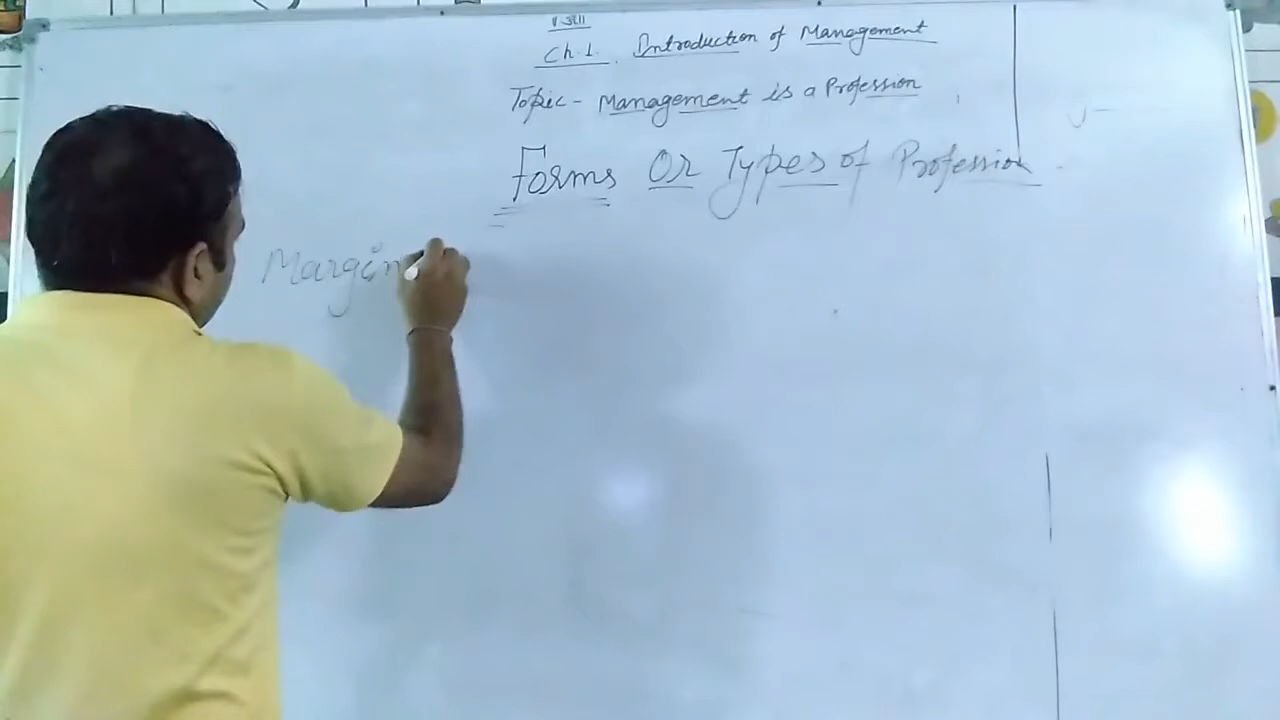 Ch.1. Introduction of Management
Topic - Management is a Profession
Forms Or Types of Profession
Margin